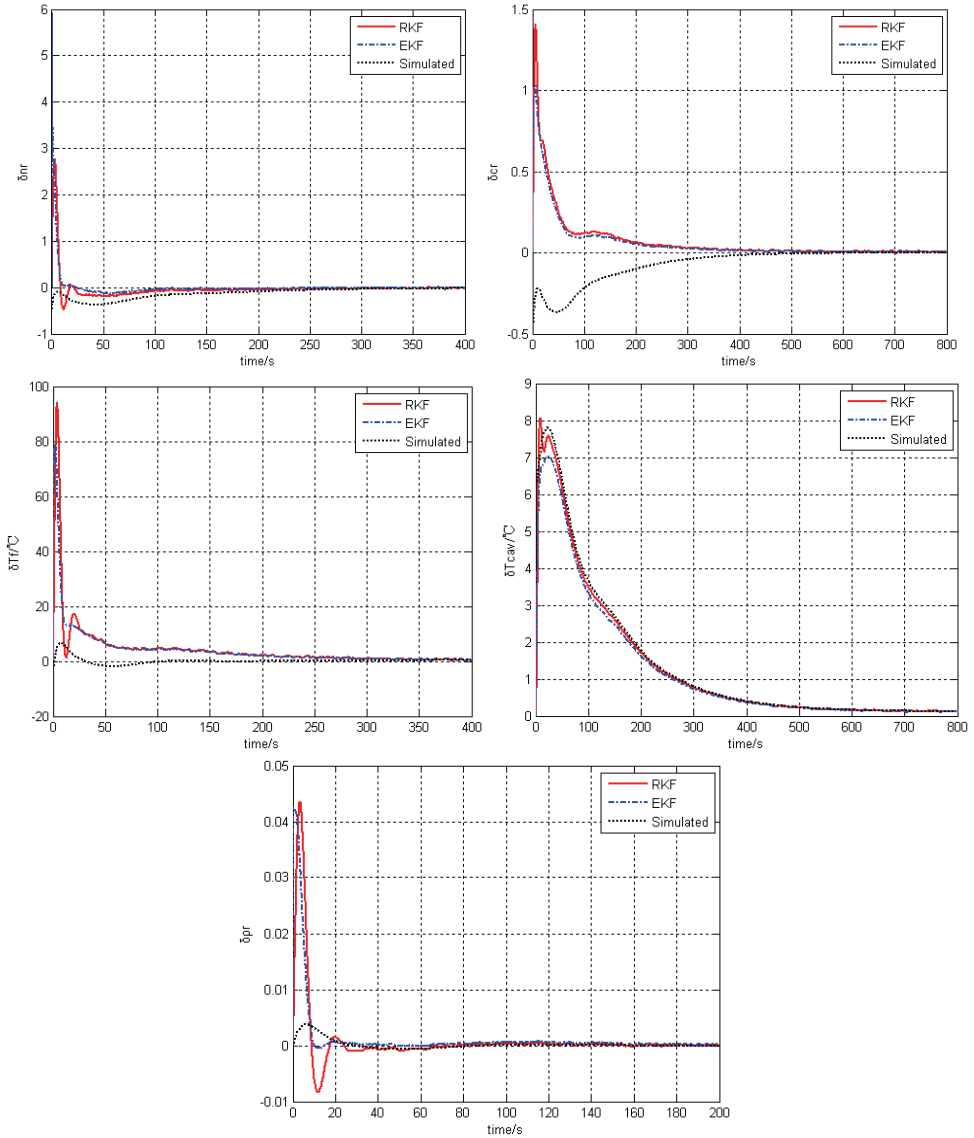 6
5
4
3
2
1
0
-1
δnr
0 50 100 150 200 250 300 350 400
time/s
RKF
EKF
Simulated
1.5
1
0.5
0
-0.5
δcr
0 100 200 300 400 500 600 700 800
time/s
RKF
EKF
Simulated
100
80
60
40
20
0
-20
δTf/℃
0 50 100 150 200 250 300 350 400
time/s
RKF
EKF
Simulated
9
8
7
6
5
4
3
2
1
0
δTcav/℃
0 100 200 300 400 500 600 700 800
time/s
RKF
EKF
Simulated
0.05
0.04
0.03
0.02
0.01
0
-0.01
δpr
0 20 40 60 80 100 120 140 160 180 200
time/s
RKF
EKF
Simulated